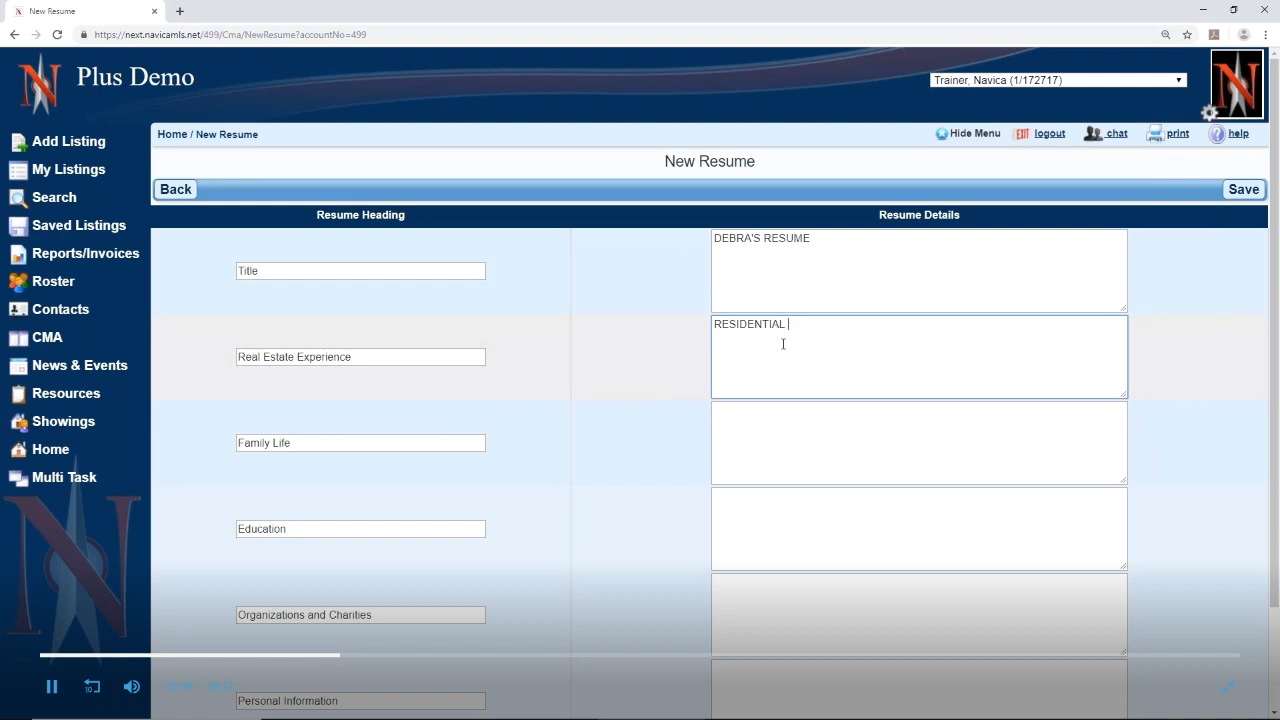 New Resume
https://next.navicamls.net/499/Cma/NewResume?accountNo=499
N Plus Demo
Trainer, Navica (1/172717)
N
Home / New Resume
Hide Menu
EXIT logout
chat
print
? help
Add Listing
My Listings
Search
Saved Listings
Reports/Invoices
Roster
Contacts
CMA
News & Events
Resources
Showings
Home
Multi Task
New Resume
Back
Save
Resume Heading
Resume Details
Title
DEBRA'S RESUME
Real Estate Experience
RESIDENTIAL
Family Life
Education
Organizations and Charities
Personal Information
N
10